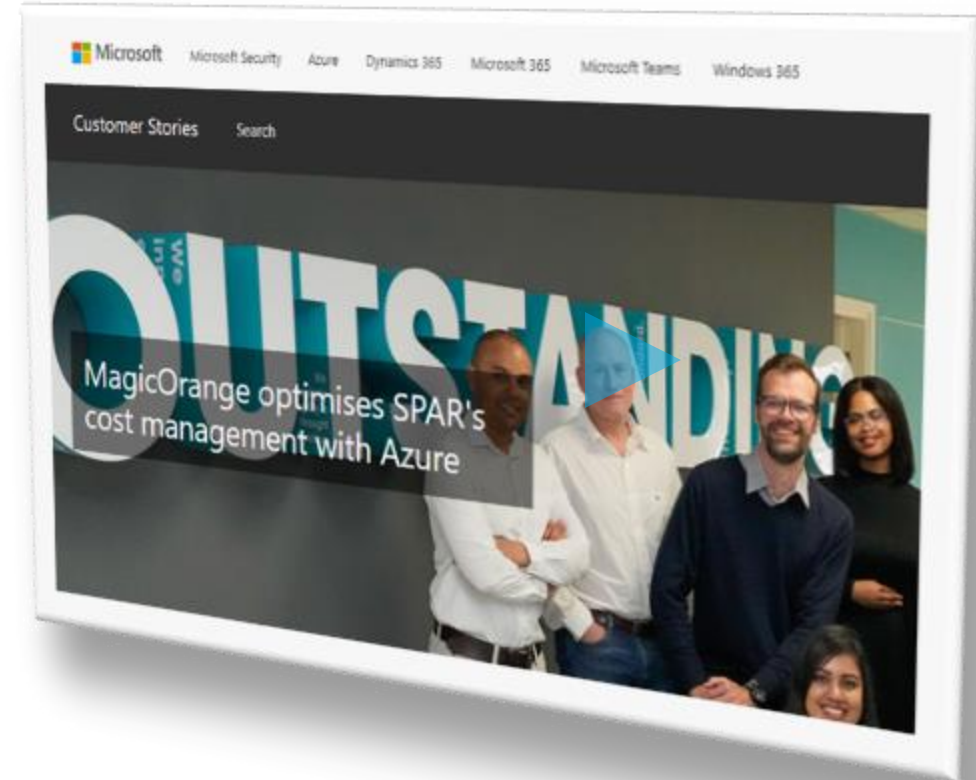 Microsoft Microsoft Security Azure Dynamics 365 Microsoft 365 Microsoft Teams Windows 365
Customer Stories Search
OUTSTANDING
We
MagicOrange optimises SPAR's
cost management with Azure